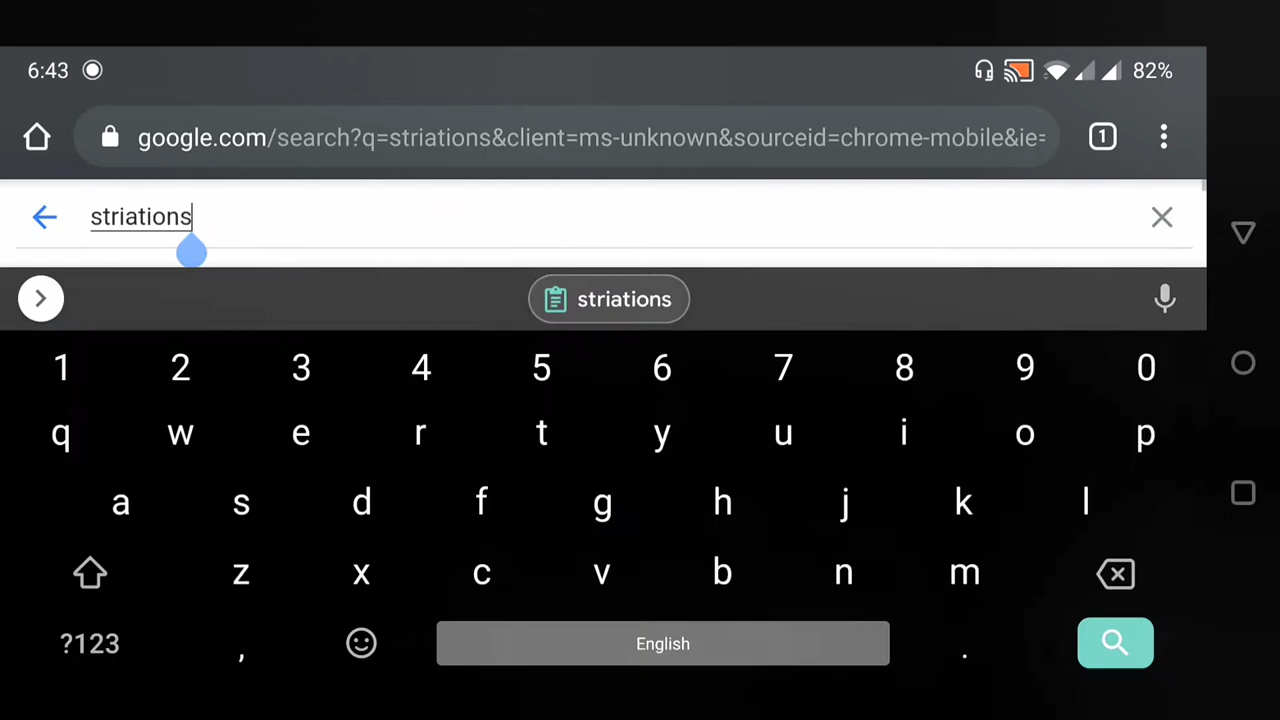 6:43 82%
google.com/search?q=striations&client=ms-unknown&sourceid=chrome-mobile&ie= 1
striations
striations
1 2 3 4 5 6 7 8 9 0
q w e r t y u i o p
a s d f g h j k l
z x c v b n m
?123 , English .